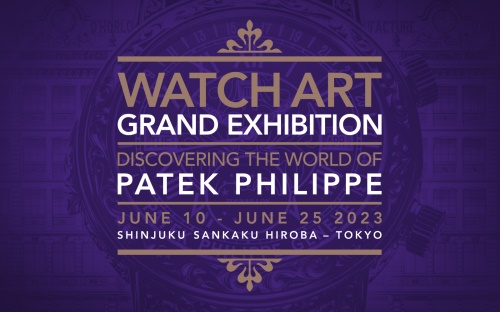 WATCH ART
GRAND EXHIBITION
DISCOVERING THE WORLD OF
PATEK PHILIPPE
JUNE 10 - JUNE 25 2023
SHINJUKU SANKAKU HIROBA – TOKYO